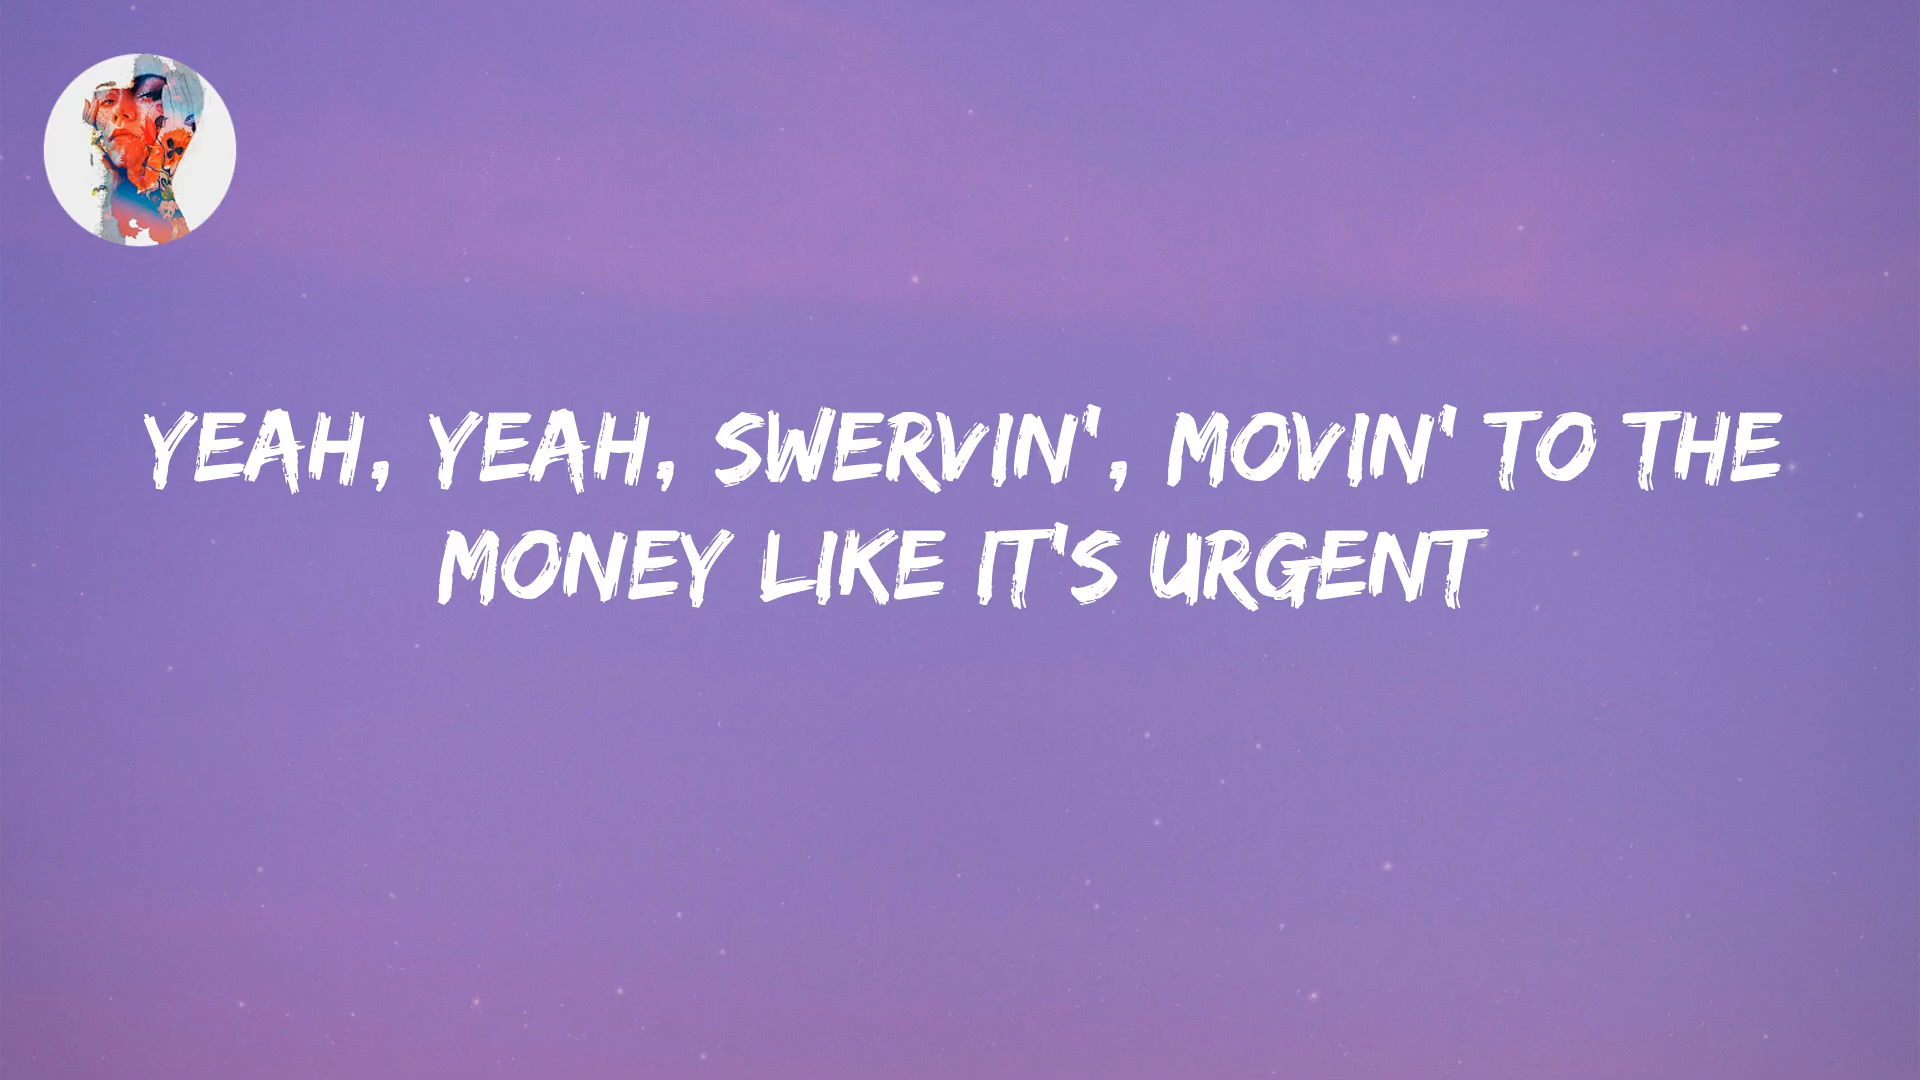 YEAH, YEAH, SWERVIN', MOVIN' TO THE
MONEY LIKE IT'S URGENT